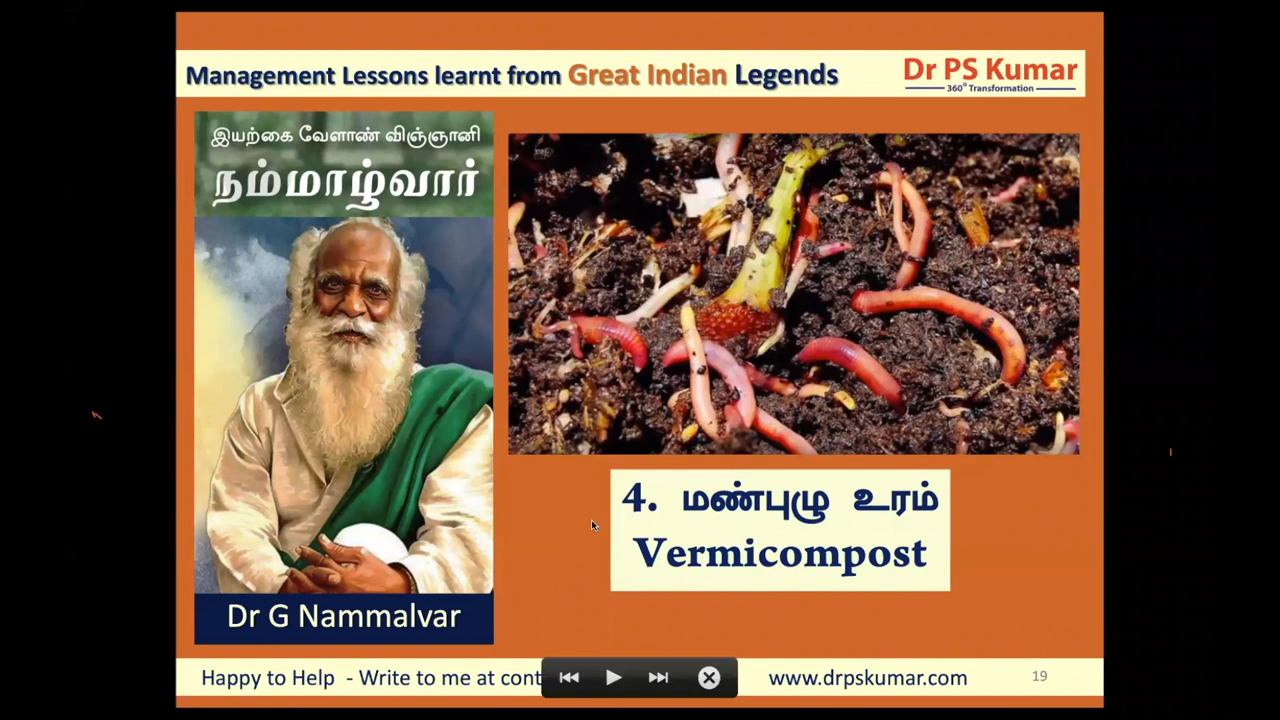 Management Lessons learnt from Great Indian Legends
Dr PS Kumar
360° Transformation
இயற்கை வேளாண் விஞ்ஞானி
நம்மாழ்வார்
4. மண்புழு உரம்
Vermicompost
Dr G Nammalvar
Happy to Help - Write to me at cont
www.drpskumar.com
19